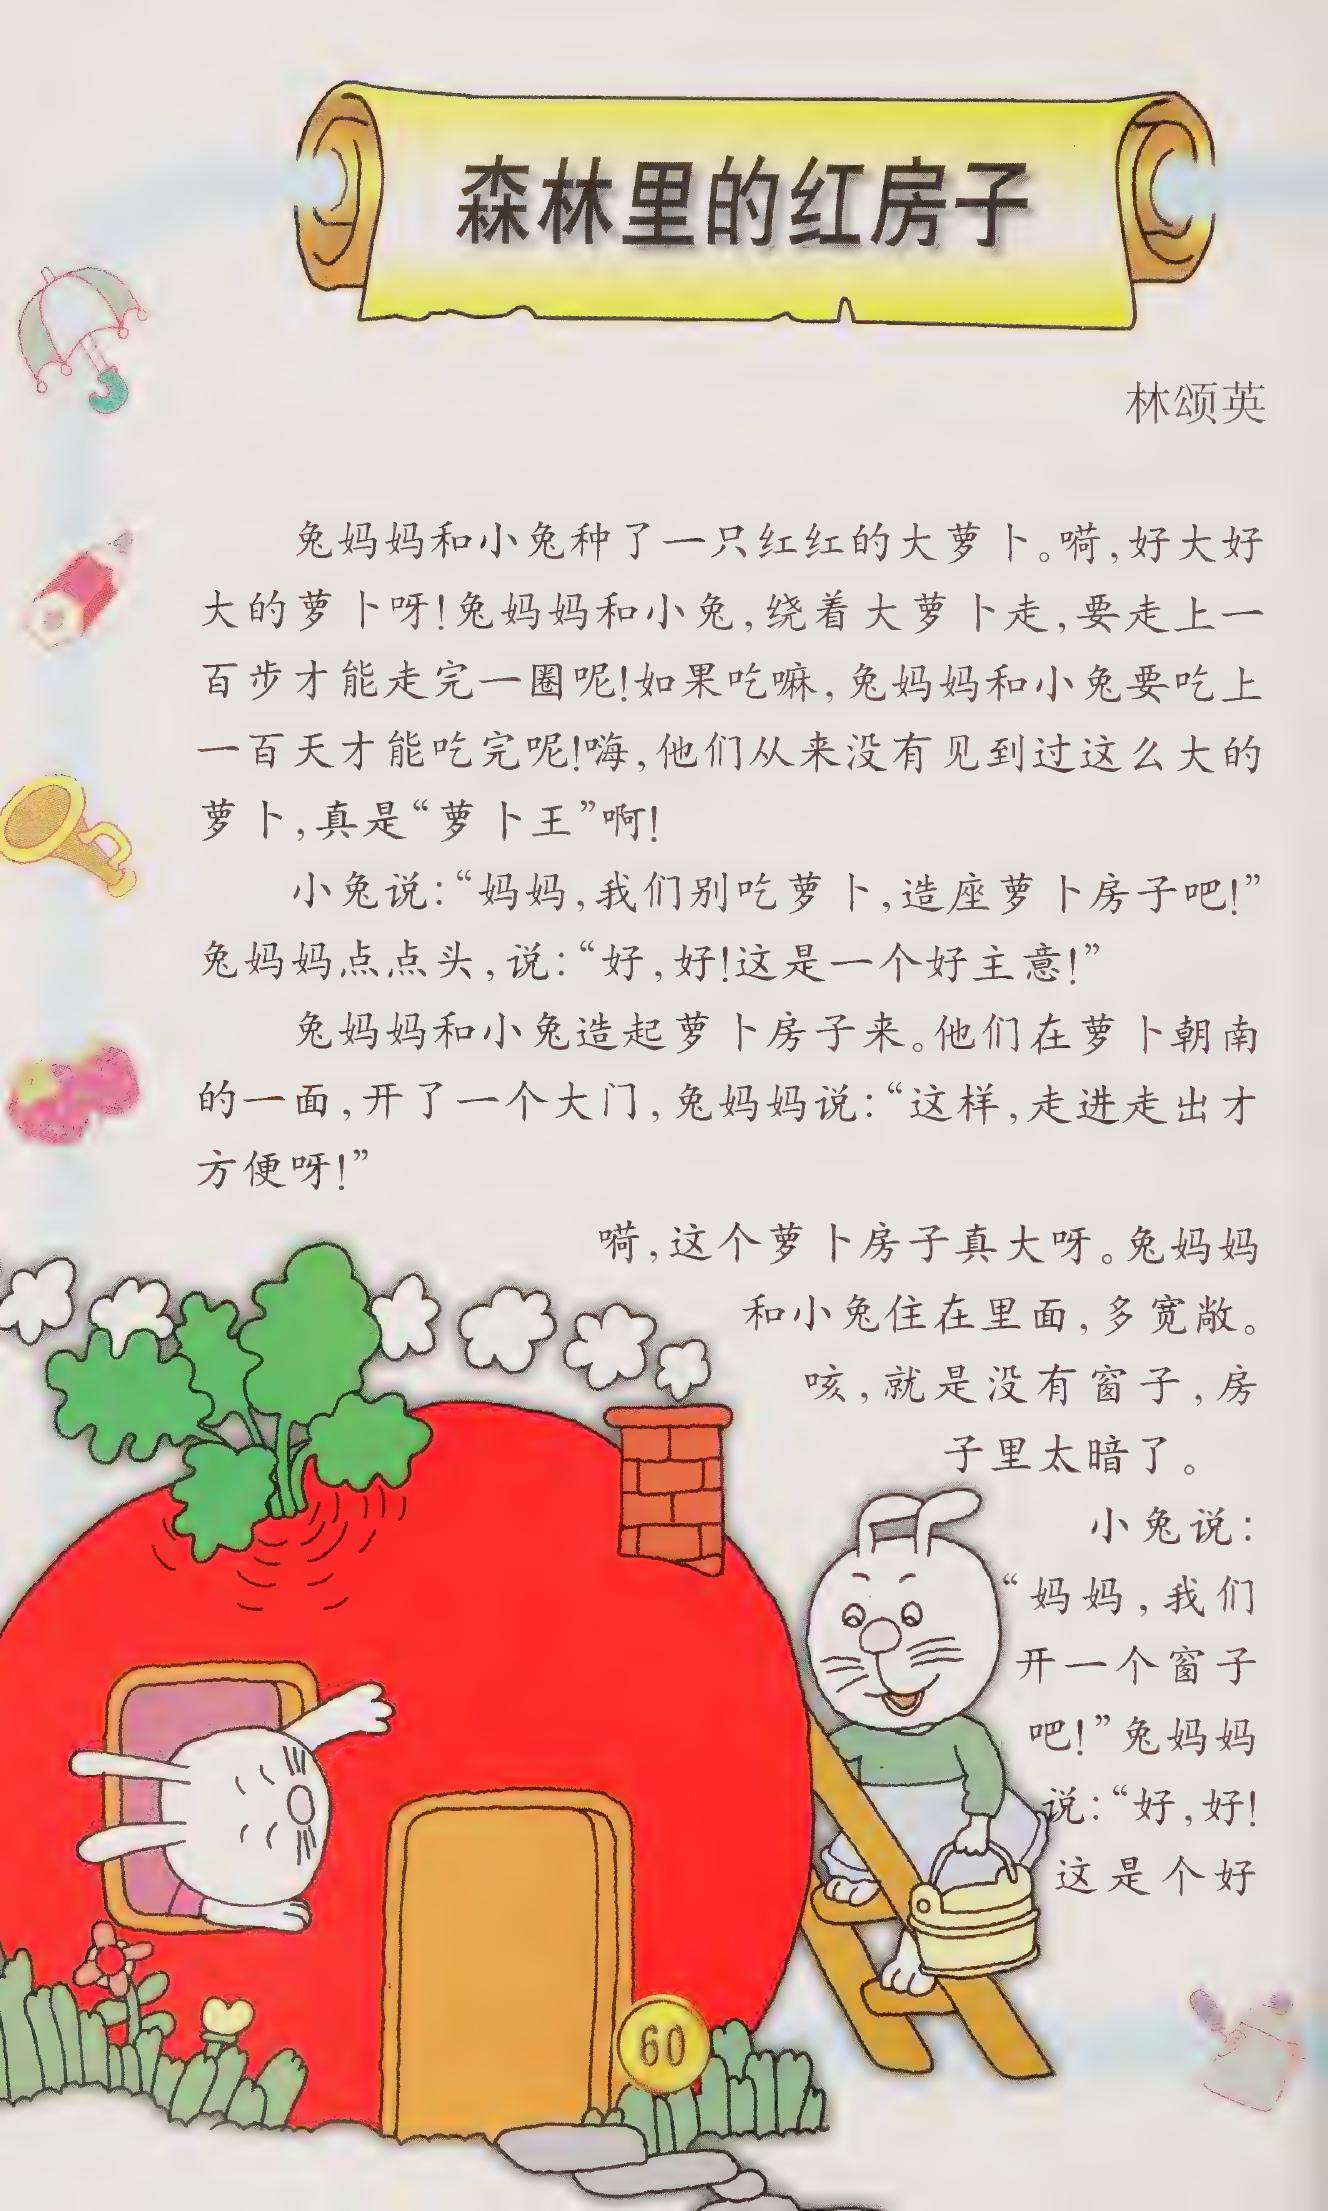 森林里的红房子
林颂英
兔妈妈和小兔种了一只红红的大萝卜。嗬,好大好
大的萝卜呀!兔妈妈和小兔,绕着大萝卜走,要走上一
百步才能走完一圈呢!如果吃嘛,兔妈妈和小兔要吃上
一百天才能吃完呢!嗨,他们从来没有见到过这么大的
萝卜,真是“萝卜王”啊!
小兔说:“妈妈,我们别吃萝卜,造座萝卜房子吧!”
兔妈妈点点头,说:“好,好!这是一个好主意!”
兔妈妈和小兔造起萝卜房子来。他们在萝卜朝南
的一面,开了一个大门,兔妈妈说:“这样,走进走出才
方便呀!”
嗬,这个萝卜房子真大呀。兔妈妈
和小兔住在里面,多宽敞。
咳,就是没有窗子,房
子里太暗了。
小兔说:
“妈妈,我们
开一个窗子
吧!”兔妈妈
说:“好,好!
这是个好
60